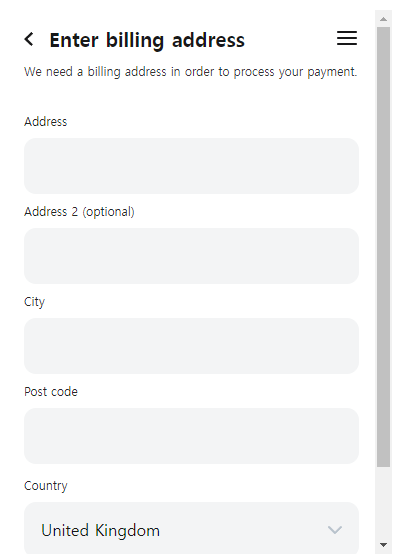 Enter billing address
We need a billing address in order to process your payment.
Address
Address 2 (optional)
City
Post code
Country
United Kingdom